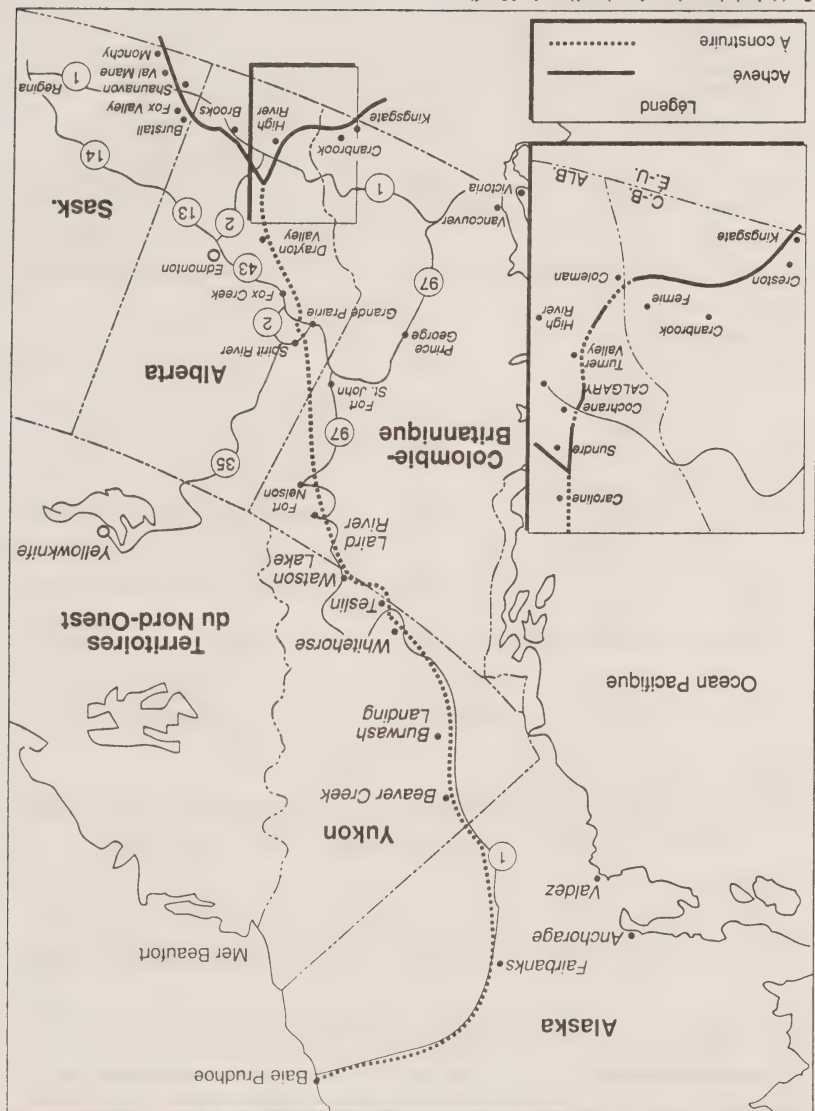 Baie Prudhoe
Alaska
Fairbanks
Mer Beaufort
Anchorage
Valdez
1
Yukon
Beaver Creek
Burwash
Landing
Ocean Pacifique
Whitehorse
Territoires
du Nord-Ouest
Teslin
Watson
Lake
Yellowknife
Laird
River
Fort
Nelson
35
Colombie-
Britannique
97
Fort
St. John
Alberta
Prince
George
Spirit River
Grande Prairie
2
Fox Creek
43
97
Edmonton
Drayton
Valley
13
Sask.
2
14
Vancouver
Victoria
1
Cranbrook
Kingsgate
High
River
Brooks
Burstall
Fox Valley
Shaunavon
Val Mane
Monchy
1
Regina
Caroline
Sundre
Cochrane
CALGARY
Turner
Valley
High
River
Cranbrook
Fernie
Coleman
Creston
Kingsgate
C.-B.
ALB.
E.-U.
Légend
Achevé
À construire